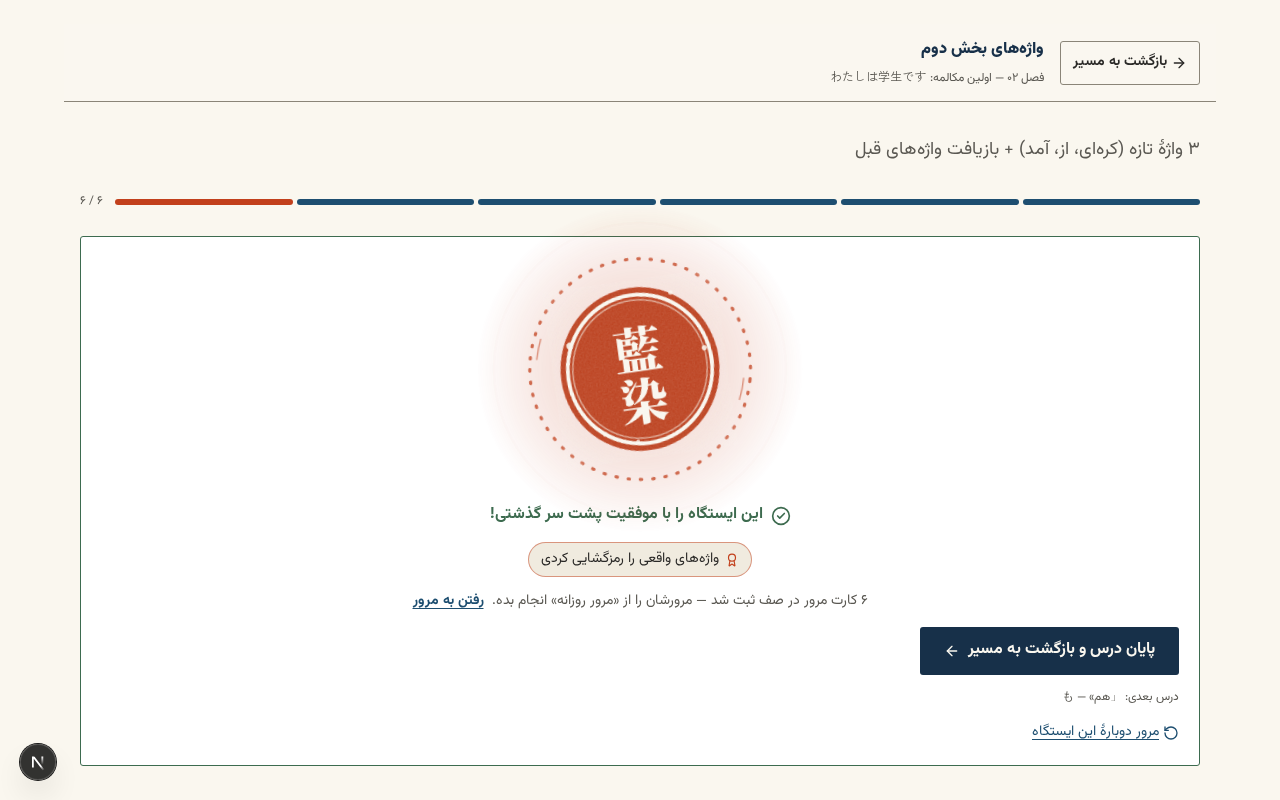 بازگشت به مسیر
واژه‌های بخش دوم
فصل ۰۲ — اولین مکالمه: わたしは学生です
۳ واژهٔ تازه (کره‌ای، از، آمد) + بازیافت واژه‌های قبل
۶ / ۶
藍
染
این ایستگاه را با موفقیت پشت سر گذشتی!
واژه‌های واقعی را رمزگشایی کردی
۶ کارت مرور در صف ثبت شد — مرورشان را از «مرور روزانه» انجام بده. رفتن به مرور
پایان درس و بازگشت به مسیر
درس بعدی: 「هم» — も
مرور دوبارهٔ این ایستگاه
N